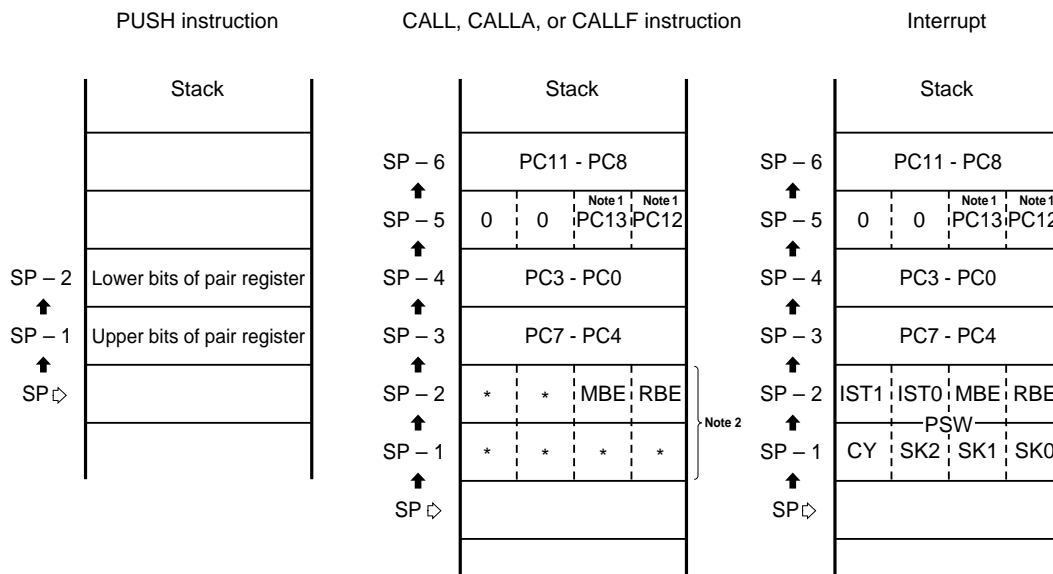 PUSH instruction
CALL, CALLA, or CALLF instruction
Interrupt
Stack
SP – 2 Lower bits of pair register
SP – 1 Upper bits of pair register
SP
Stack
SP – 6 PC11 - PC8
SP – 5 0 0 Note 1 PC13 Note 1 PC12
SP – 4 PC3 - PC0
SP – 3 PC7 - PC4
SP – 2 * * MBE RBE
Note 2
SP – 1 * * * *
SP
Stack
SP – 6 PC11 - PC8
SP – 5 0 0 Note 1 PC13 Note 1 PC12
SP – 4 PC3 - PC0
SP – 3 PC7 - PC4
SP – 2 IST1 IST0 MBE RBE
PSW
SP – 1 CY SK2 SK1 SK0
SP